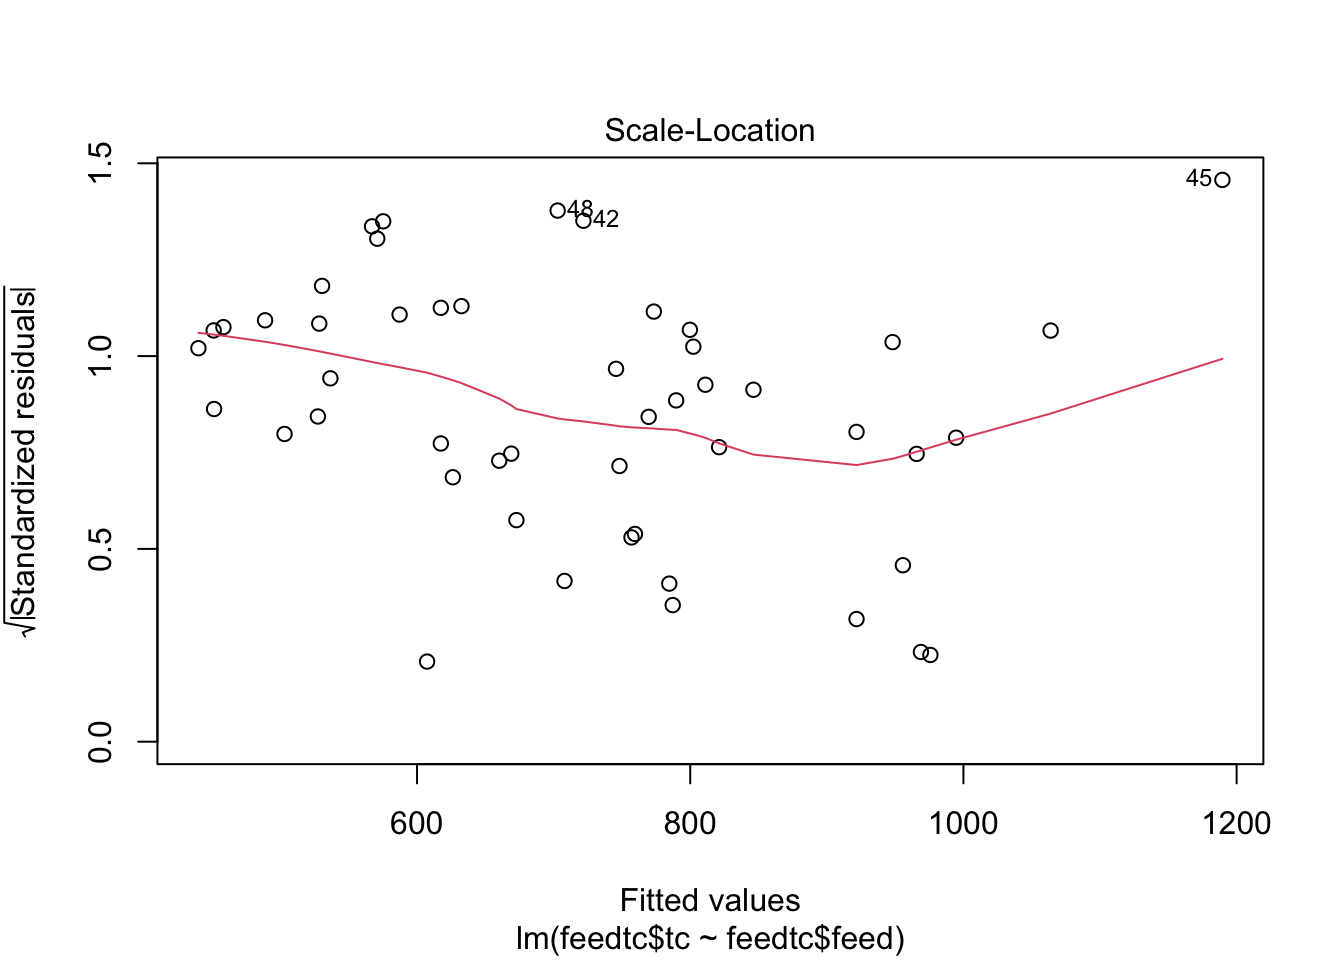 Scale-Location
√|Standardized residuals|
1.5
1.0
0.5
0.0
45
48
42
600 800 1000 1200
Fitted values
lm(feedtc$tc ~ feedtc$feed)